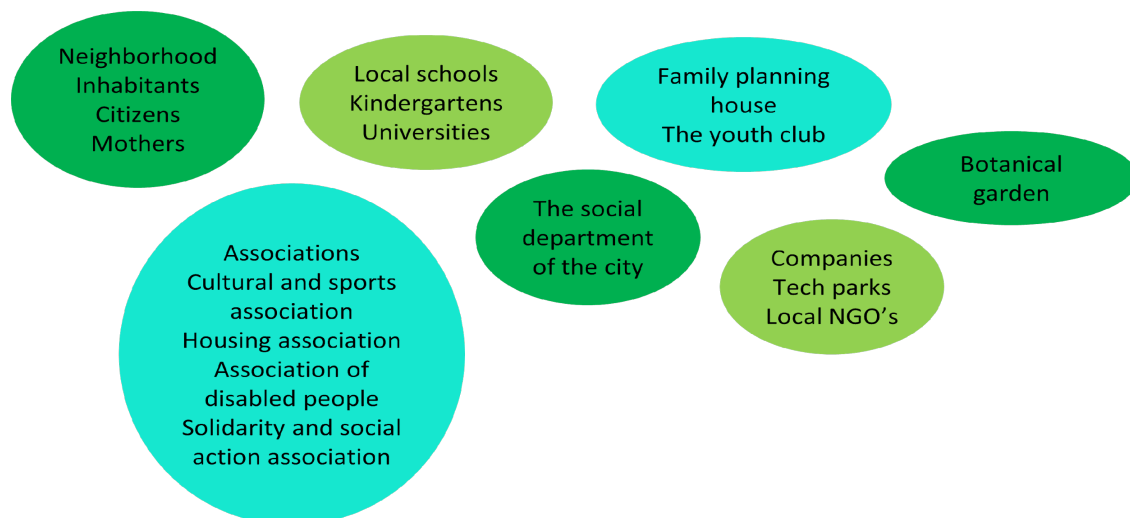 Neighborhood
Inhabitants
Citizens
Mothers
Local schools
Kindergartens
Universities
Family planning
house
The youth club
Botanical
garden
The social
department
of the city
Companies
Tech parks
Local NGO's
Associations
Cultural and sports
association
Housing association
Association of
disabled people
Solidarity and social
action association